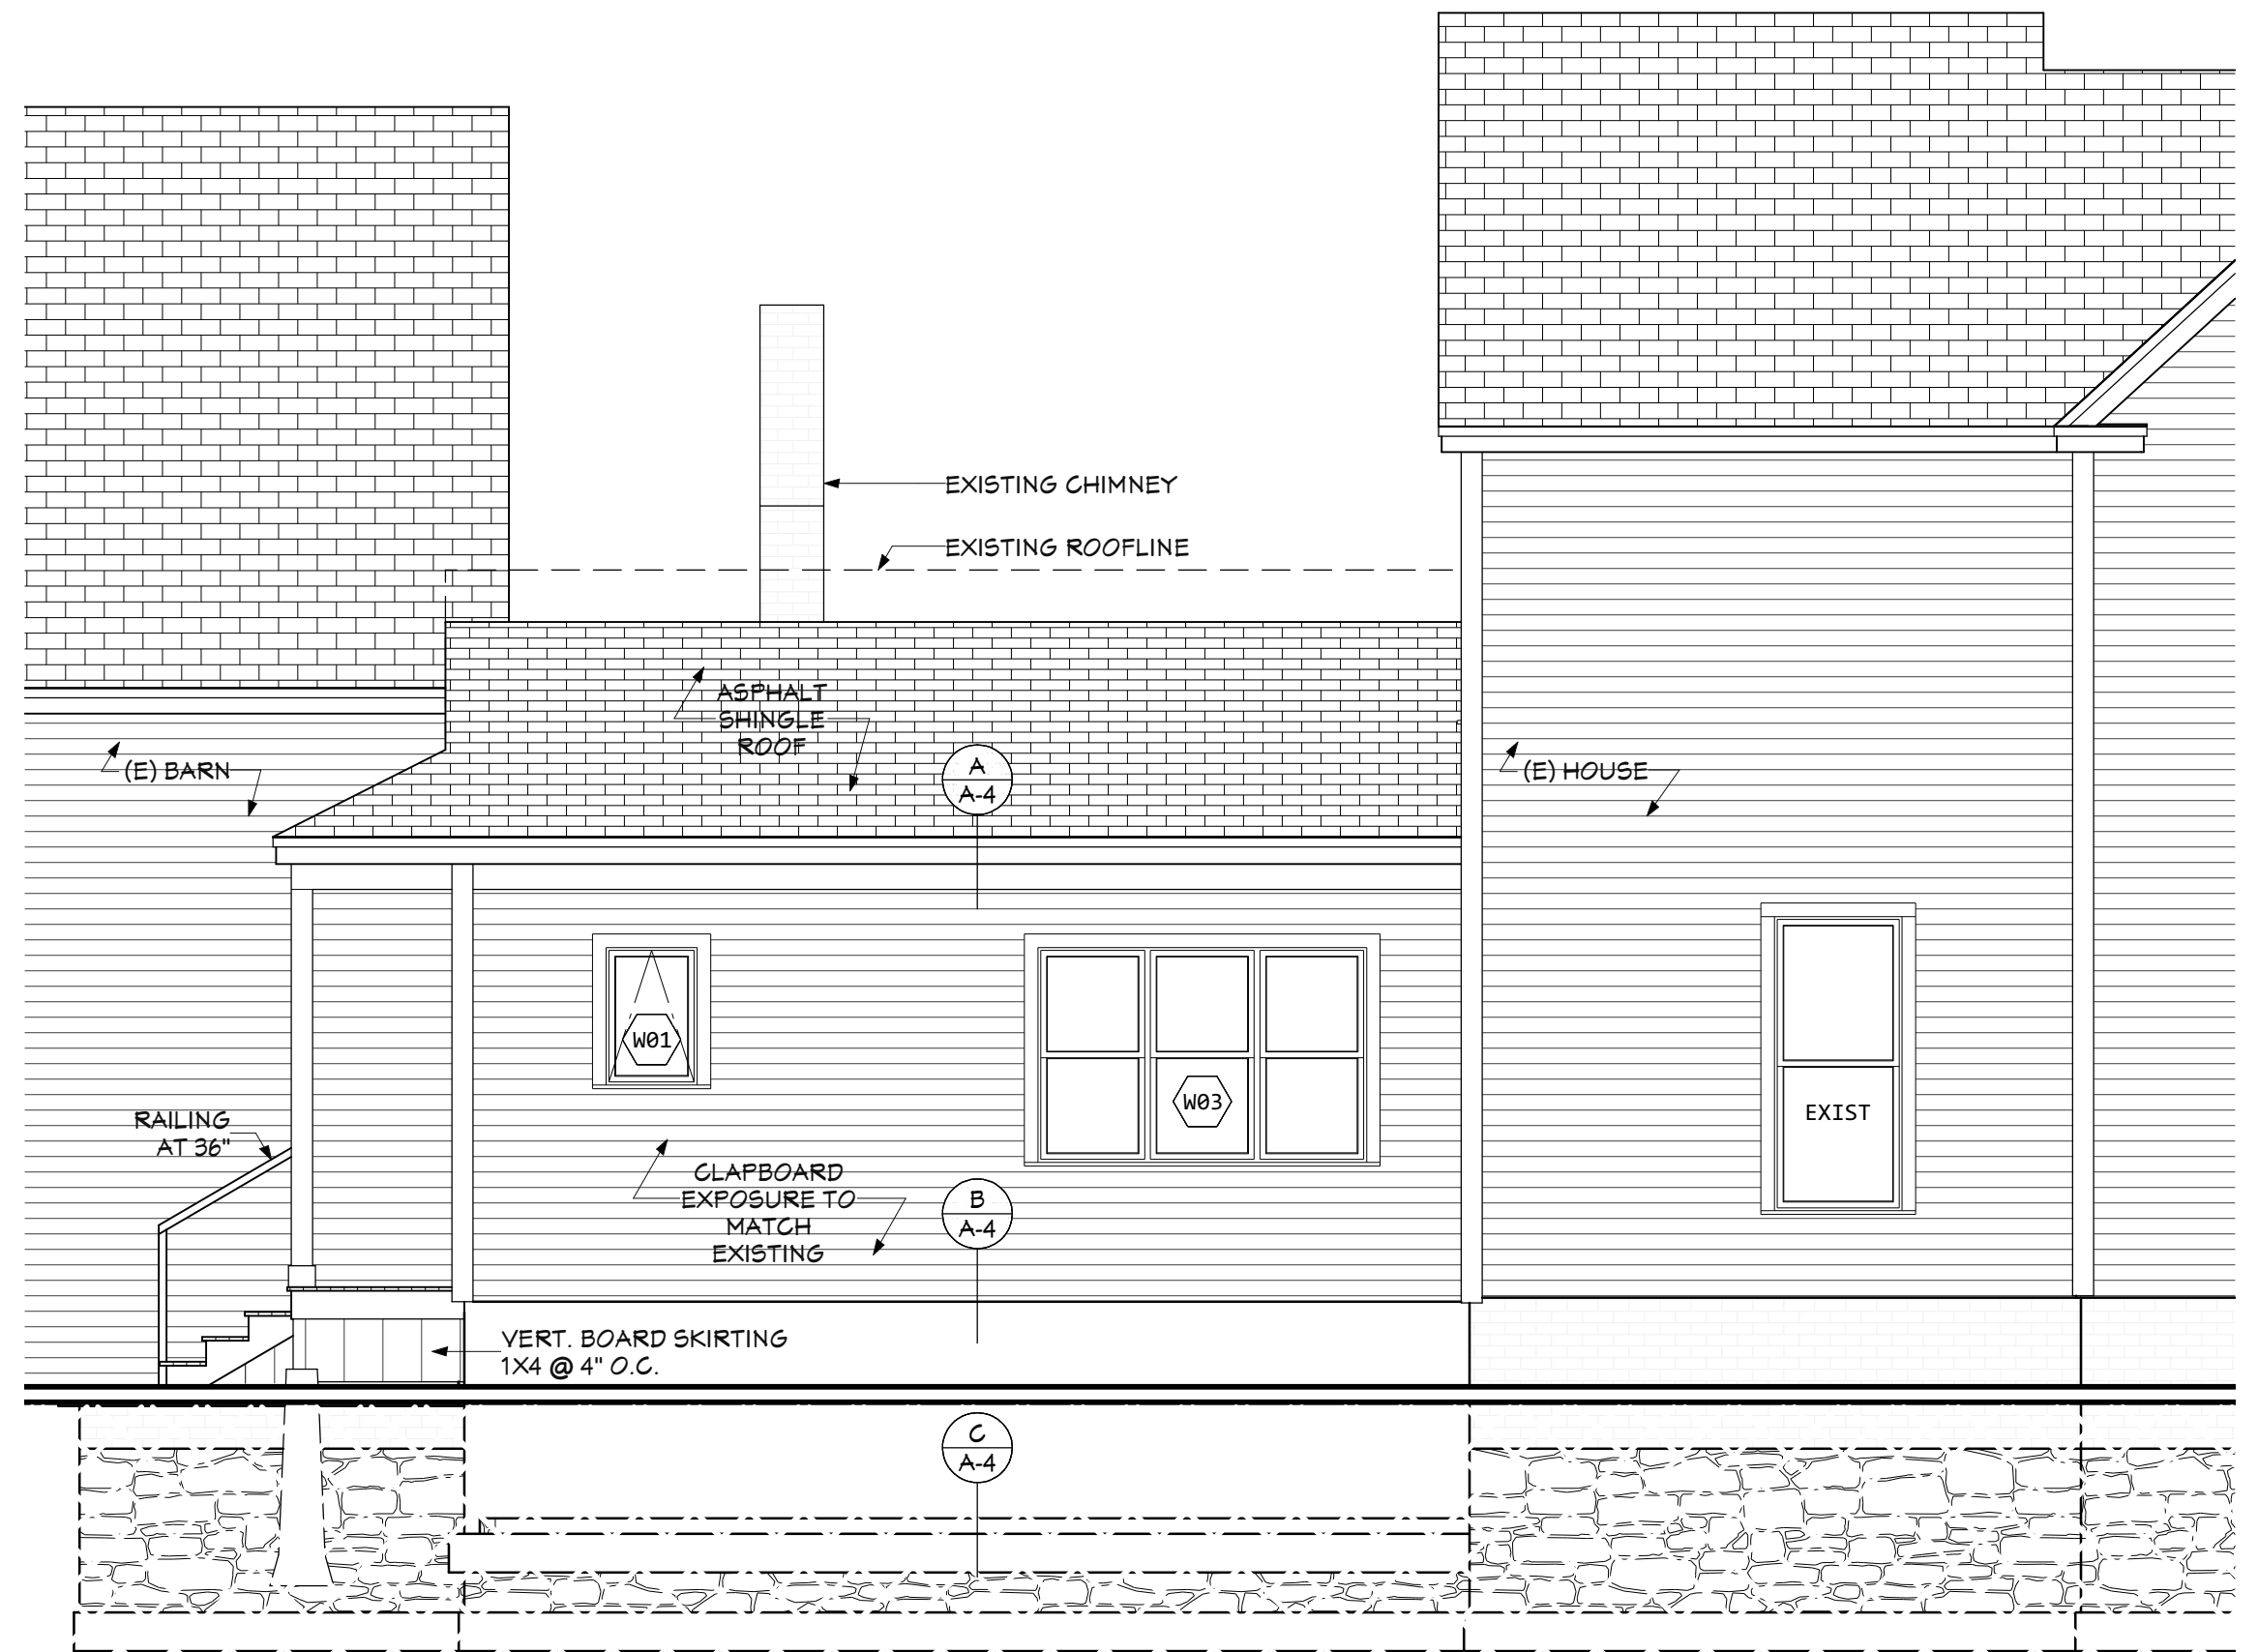 EXISTING CHIMNEY
EXISTING ROOFLINE
ASPHALT
SHINGLE
ROOF
A
A-4
(E) BARN
(E) HOUSE
W01
W03
EXIST
RAILING
AT 36"
CLAPBOARD
EXPOSURE TO
MATCH
EXISTING
B
A-4
VERT. BOARD SKIRTING
1X4 @ 4" O.C.
C
A-4